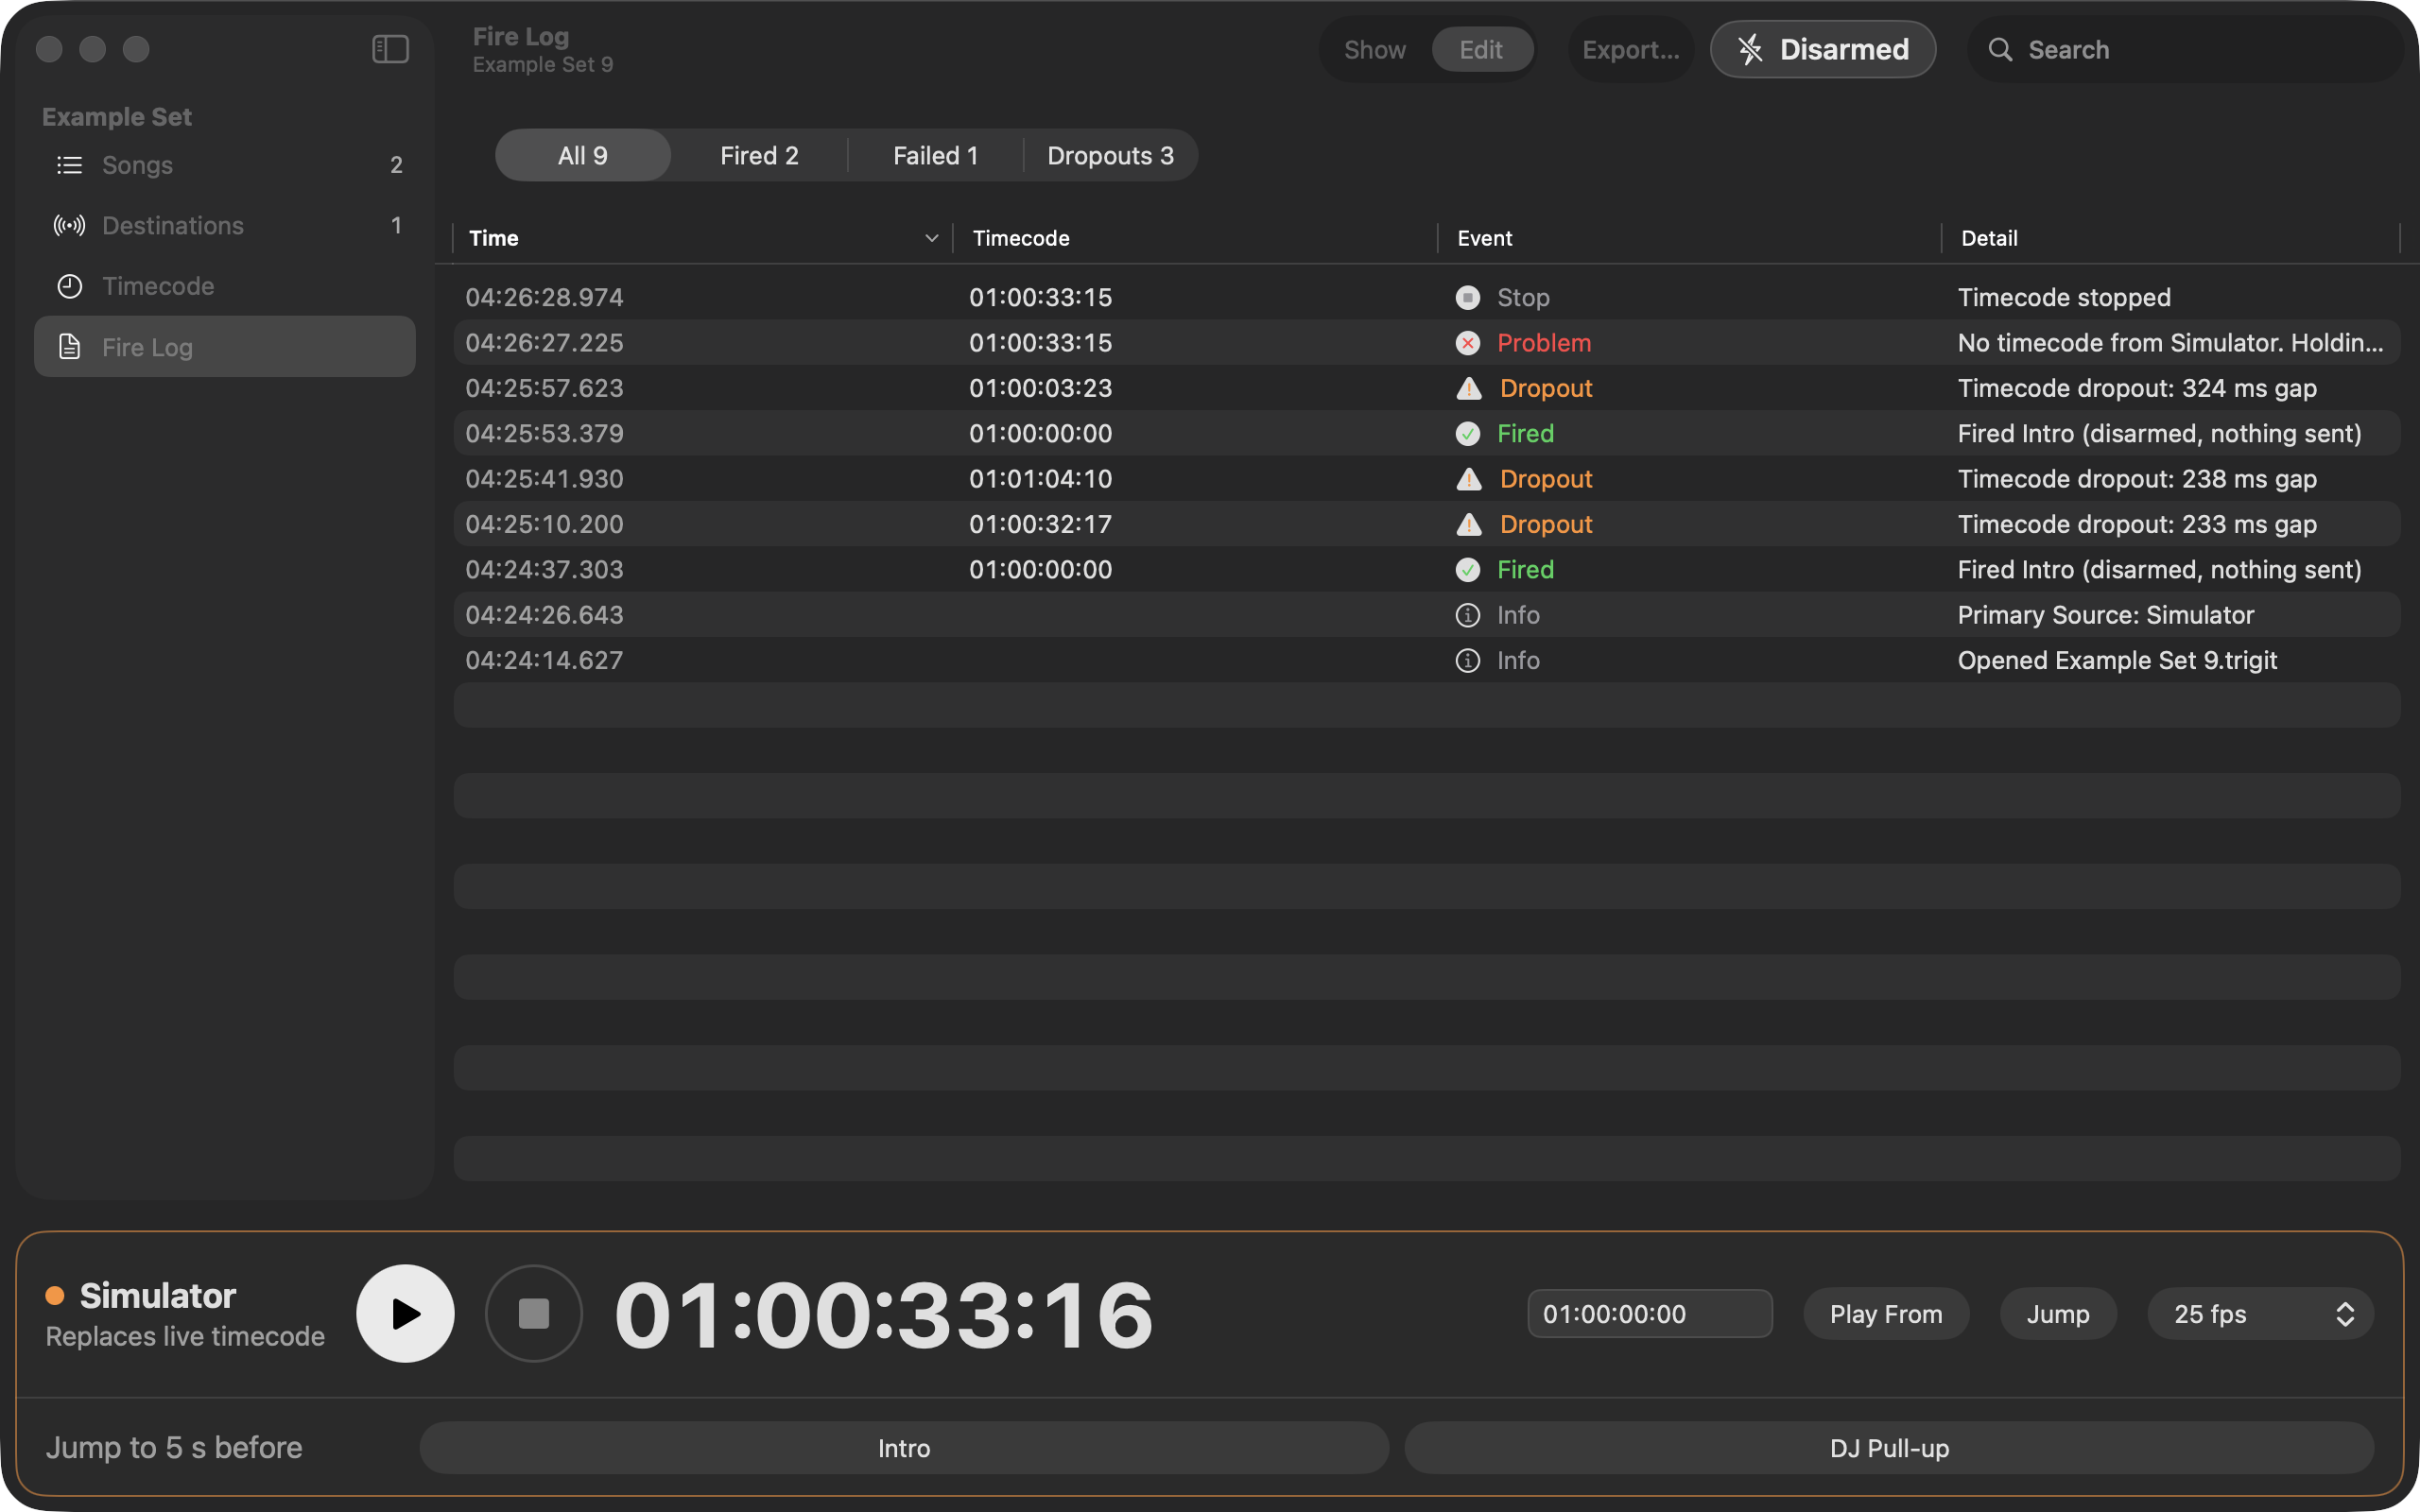 Fire Log
Example Set 9
Show Edit Export... Disarmed Search
Example Set
Songs 2
Destinations 1
Timecode
Fire Log
All 9 Fired 2 Failed 1 Dropouts 3
Time Timecode Event Detail
04:26:28.974 01:00:33:15 Stop Timecode stopped
04:26:27.225 01:00:33:15 Problem No timecode from Simulator. Holdin...
04:25:57.623 01:00:03:23 Dropout Timecode dropout: 324 ms gap
04:25:53.379 01:00:00:00 Fired Fired Intro (disarmed, nothing sent)
04:25:41.930 01:01:04:10 Dropout Timecode dropout: 238 ms gap
04:25:10.200 01:00:32:17 Dropout Timecode dropout: 233 ms gap
04:24:37.303 01:00:00:00 Fired Fired Intro (disarmed, nothing sent)
04:24:26.643 Info Primary Source: Simulator
04:24:14.627 Info Opened Example Set 9.trigit
Simulator
Replaces live timecode
01:00:33:16
01:00:00:00 Play From Jump 25 fps
Jump to 5 s before Intro DJ Pull-up